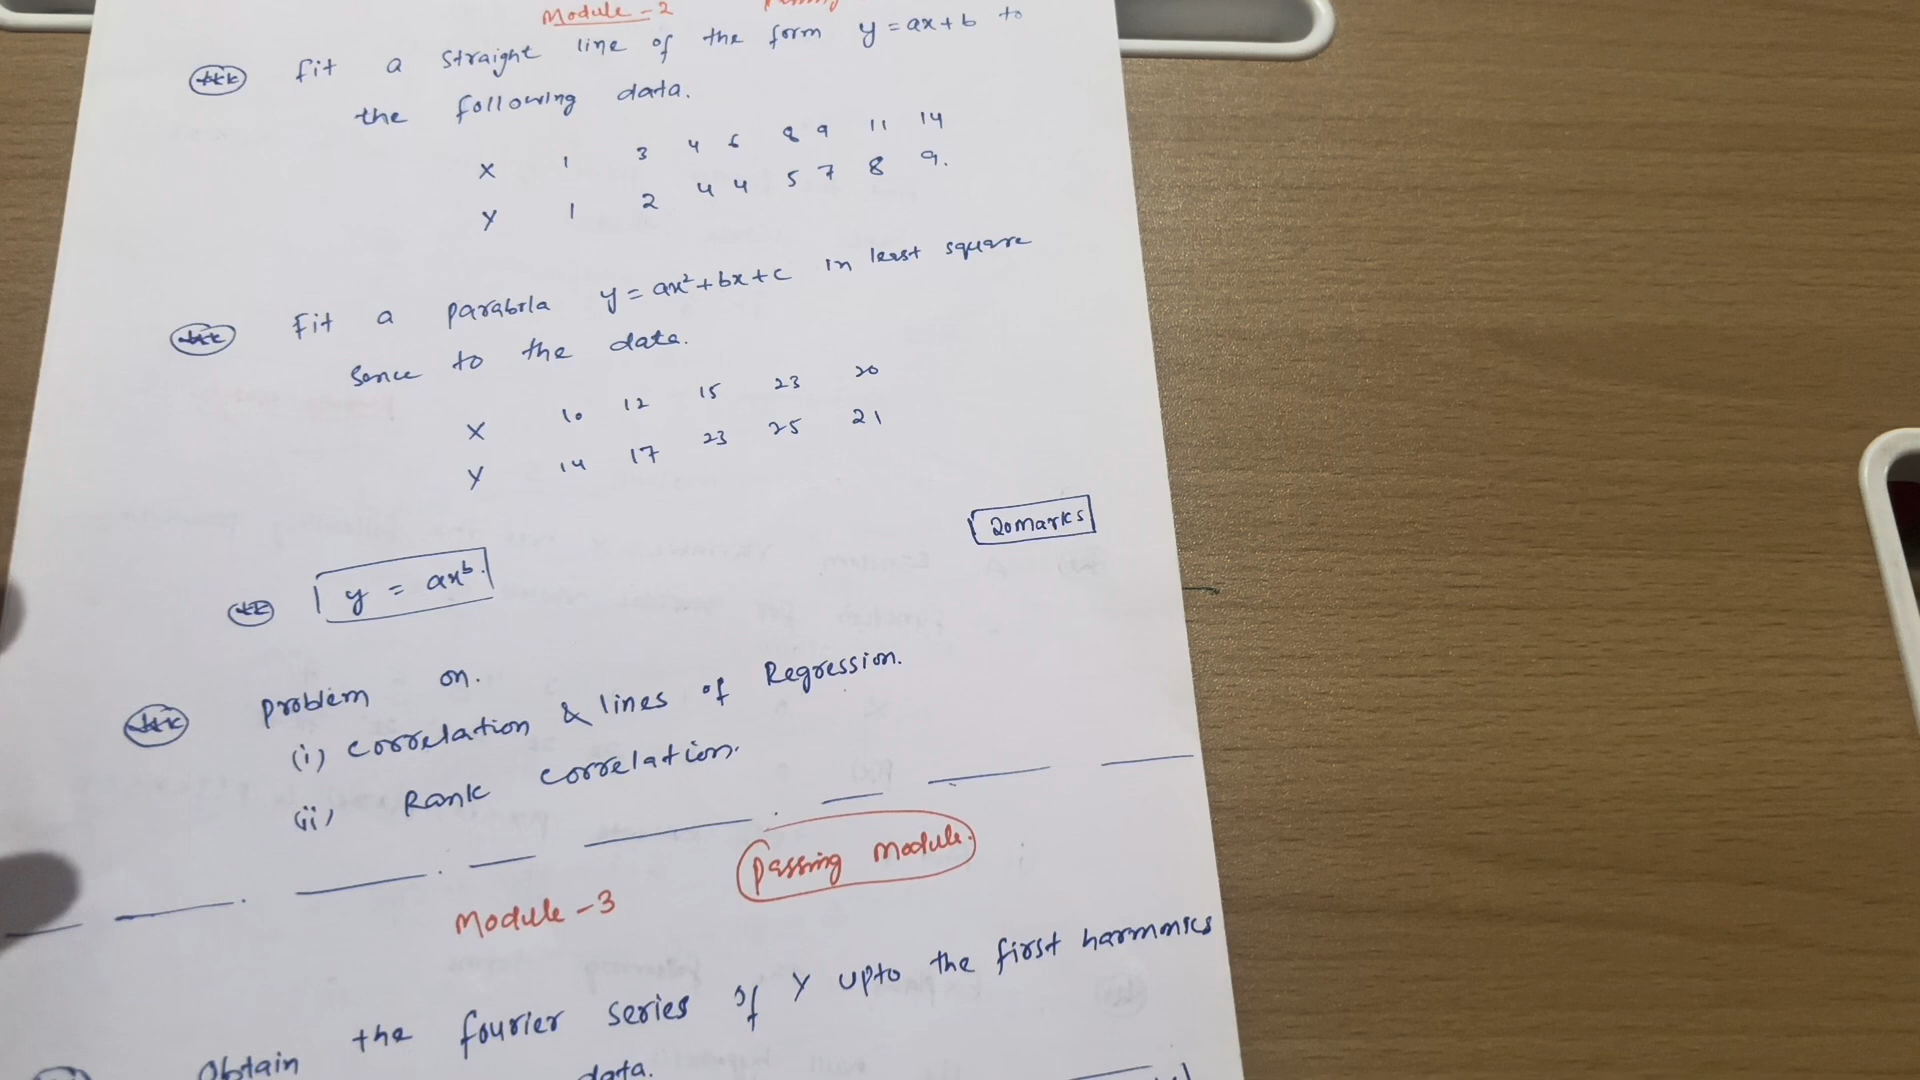 Module - 2
*** Fit a straight line of the form y = ax + b to
the following data.
X 1 3 4 6 8 9 11 14
Y 1 2 4 4 5 7 8 9.
*** Fit a parabola y = ax² + bx + c in least square
sence to the data.
X 10 12 15 23 20
Y 14 17 23 25 21
20 marks
** y = ax^b.
*** problem on.
(i) correlation & lines of Regression.
(ii) Rank correlation.
Module - 3 Passing module.
Obtain the fourier series of Y upto the first harmonics
data.